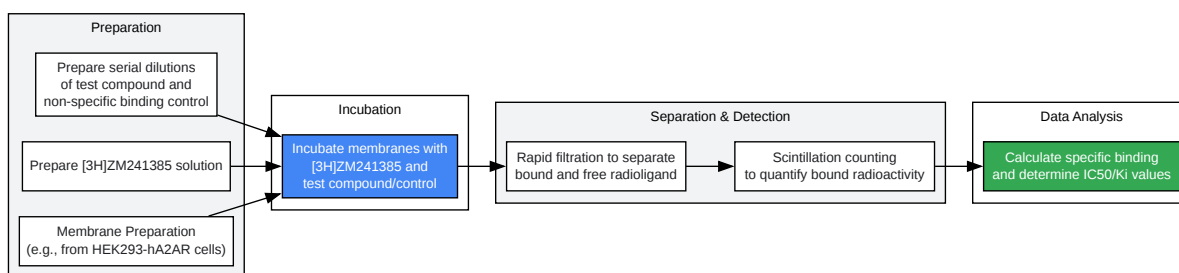 Preparation
Prepare serial dilutions
of test compound and
non-specific binding control
Prepare [3H]ZM241385 solution
Membrane Preparation
(e.g., from HEK293-hA2AR cells)
Incubation
Incubate membranes with
[3H]ZM241385 and
test compound/control
Separation & Detection
Rapid filtration to separate
bound and free radioligand
Scintillation counting
to quantify bound radioactivity
Data Analysis
Calculate specific binding
and determine IC50/Ki values